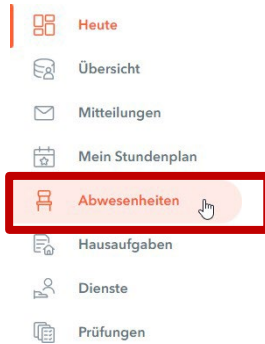 Heute
Übersicht
Mitteilungen
Mein Stundenplan
Abwesenheiten
Hausaufgaben
Dienste
Prüfungen